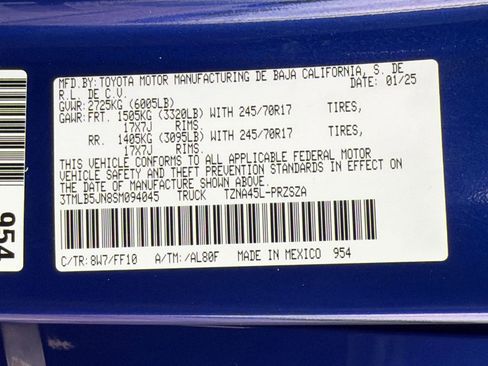 MFD.BY: TOYOTA MOTOR MANUFACTURING DE BAJA CALIFORNIA, S. DE
R.L. DE C.V. 01/25
GVWR: 2725KG (6005LB)
GAWR: FRT. 1505KG (3320LB) WITH 245/70R17 TIRES,
17X7J RIMS
RR. 1405KG (3095LB) WITH 245/70R17 TIRES,
17X7J RIMS
THIS VEHICLE CONFORMS TO ALL APPLICABLE FEDERAL MOTOR
VEHICLE SAFETY AND THEFT PREVENTION STANDARDS IN EFFECT ON
THE DATE OF MANUFACTURE SHOWN ABOVE.
3TMLB5JN8SM094045 TRUCK TZNA45L-PRZSZA
C/TR: 8W7/FF10 A/TM: /AL80F MADE IN MEXICO 954
954